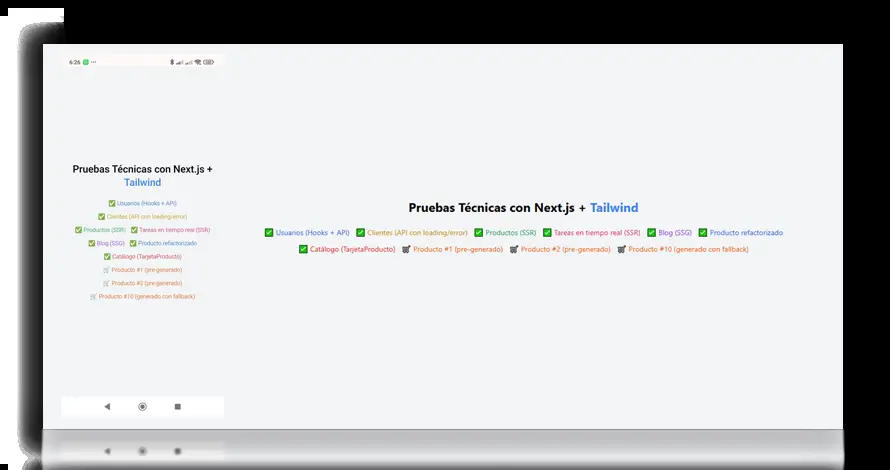 6:26
Pruebas Técnicas con Next.js +
Tailwind
✅ Usuarios (Hooks + API)
✅ Clientes (API con loading/error)
✅ Productos (SSR) ✅ Tareas en tiempo real (SSR)
✅ Blog (SSG) ✅ Producto refactorizado
✅ Catálogo (TarjetaProducto)
🛒 Producto #1 (pre-generado)
🛒 Producto #2 (pre-generado)
🛒 Producto #10 (generado con fallback)
Pruebas Técnicas con Next.js + Tailwind
✅ Usuarios (Hooks + API) ✅ Clientes (API con loading/error) ✅ Productos (SSR) ✅ Tareas en tiempo real (SSR) ✅ Blog (SSG) ✅ Producto refactorizado
✅ Catálogo (TarjetaProducto) 🛒 Producto #1 (pre-generado) 🛒 Producto #2 (pre-generado) 🛒 Producto #10 (generado con fallback)